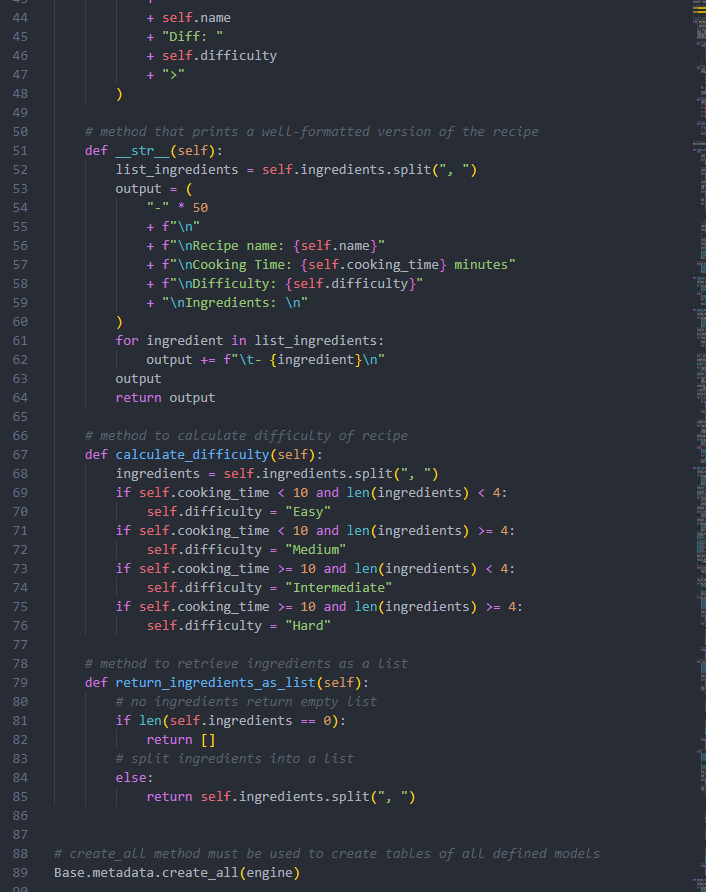 44 + self.name
45 + "Diff: "
46 + self.difficulty
47 + ">"
48 )
49
50 # method that prints a well-formatted version of the recipe
51 def __str__(self):
52 list_ingredients = self.ingredients.split(", ")
53 output = (
54 "-" * 50
55 + f"\n"
56 + f"\nRecipe name: {self.name}"
57 + f"\nCooking Time: {self.cooking_time} minutes"
58 + f"\nDifficulty: {self.difficulty}"
59 + "\nIngredients: \n"
60 )
61 for ingredient in list_ingredients:
62 output += f"\t- {ingredient}\n"
63 output
64 return output
65
66 # method to calculate difficulty of recipe
67 def calculate_difficulty(self):
68 ingredients = self.ingredients.split(", ")
69 if self.cooking_time < 10 and len(ingredients) < 4:
70 self.difficulty = "Easy"
71 if self.cooking_time < 10 and len(ingredients) >= 4:
72 self.difficulty = "Medium"
73 if self.cooking_time >= 10 and len(ingredients) < 4:
74 self.difficulty = "Intermediate"
75 if self.cooking_time >= 10 and len(ingredients) >= 4:
76 self.difficulty = "Hard"
77
78 # method to retrieve ingredients as a list
79 def return_ingredients_as_list(self):
80 # no ingredients return empty list
81 if len(self.ingredients == 0):
82 return []
83 # split ingredients into a list
84 else:
85 return self.ingredients.split(", ")
86
87
88 # create_all method must be used to create tables of all defined models
89 Base.metadata.create_all(engine)